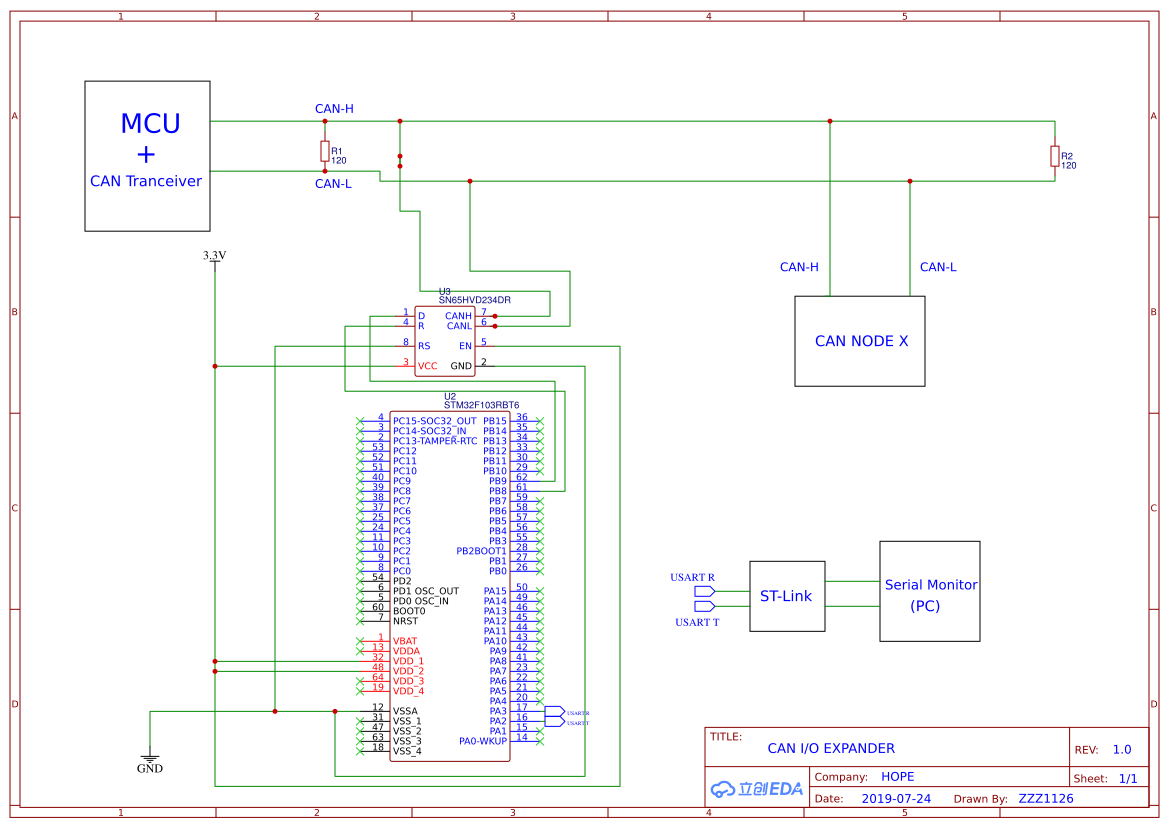 1 2 3 4 5
A A
B B
C C
D D
MCU
+
CAN Tranceiver
CAN-H
R1
120
CAN-L
R2
120
3.3V
CAN-H CAN-L
CAN NODE X
U3
SN65HVD234DR
1 D CANH 7
4 R CANL 6
8 RS EN 5
3 VCC GND 2
U2
STM32F103RBT6
4 PC15-SOC32_OUT PB15 36
3 PC14-SOC32_IN PB14 35
2 PC13-TAMPER-RTC PB13 34
53 PC12 PB12 33
52 PC11 PB11 30
51 PC10 PB10 29
40 PC9 PB9 62
39 PC8 PB8 61
38 PC7 PB7 59
37 PC6 PB6 58
25 PC5 PB5 57
24 PC4 PB4 56
11 PC3 PB3 55
10 PC2 PB2BOOT1 28
9 PC1 PB1 27
8 PC0 PB0 26
54 PD2
6 PD1 OSC_OUT PA15 50
5 PD0 OSC_IN PA14 49
60 BOOT0 PA13 46
7 NRST PA12 45
PA11 44
1 VBAT PA10 43
13 VDDA PA9 42
32 VDD_1 PA8 41
48 VDD_2 PA7 23
64 VDD_3 PA6 22
19 VDD_4 PA5 21
PA4 20
12 VSSA PA3 17 USART R
31 VSS_1 PA2 16 USART T
47 VSS_2 PA1 15
63 VSS_3 PA0-WKUP 14
18 VSS_4
GND
USART R
USART T
ST-Link
Serial Monitor
(PC)
TITLE:
CAN I/O EXPANDER
REV: 1.0
立创EDA
Company: HOPE
Sheet: 1/1
Date: 2019-07-24 Drawn By: ZZZ1126
1 2 3 4 5